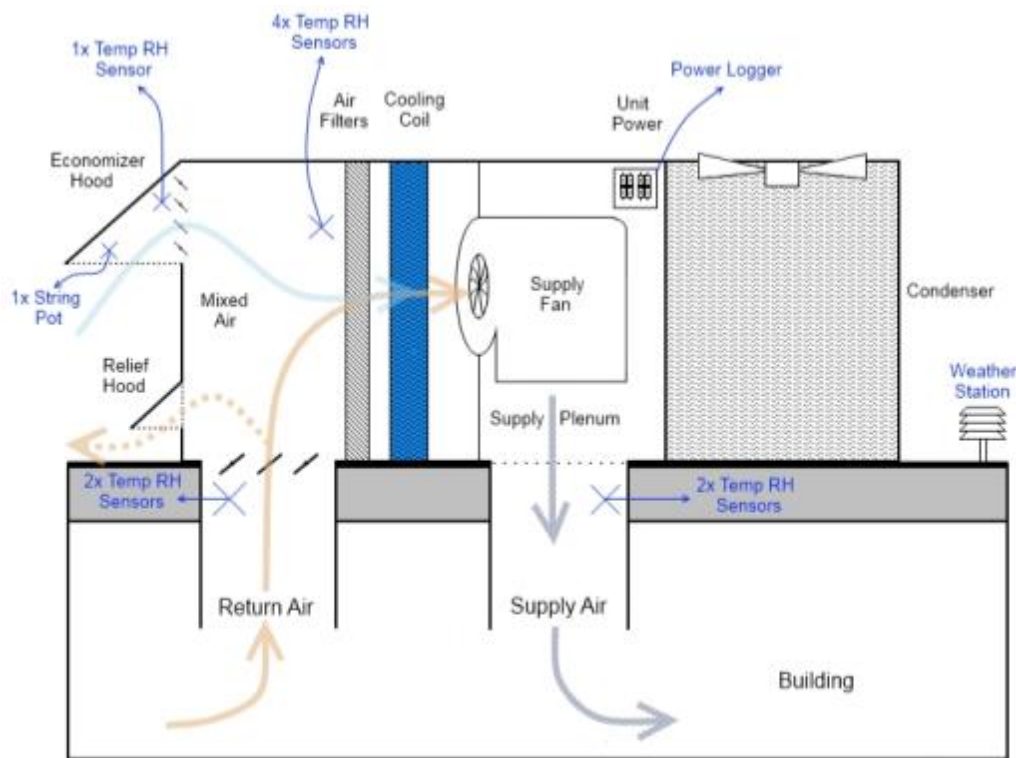 1x Temp RH
Sensor
4x Temp RH
Sensors
Power Logger
Air
Filters
Cooling
Coil
Unit
Power
Economizer
Hood
1x String
Pot
Mixed
Air
Supply
Fan
Condenser
Relief
Hood
Weather
Station
Supply Plenum
2x Temp RH
Sensors
2x Temp RH
Sensors
Return Air
Supply Air
Building